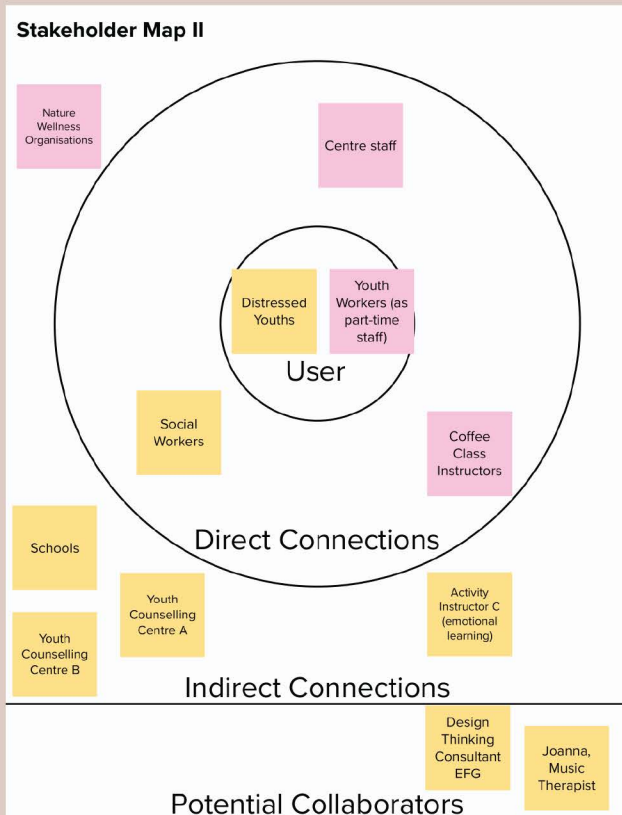 Stakeholder Map II
Nature
Wellness
Organisations
Centre staff
Distressed
Youths
Youth
Workers (as
part-time
staff)
User
Social
Workers
Coffee
Class
Instructors
Direct Connections
Schools
Youth
Counselling
Centre A
Activity
Instructor C
(emotional
learning)
Youth
Counselling
Centre B
Indirect Connections
Design
Thinking
Consultant
EFG
Joanna,
Music
Therapist
Potential Collaborators